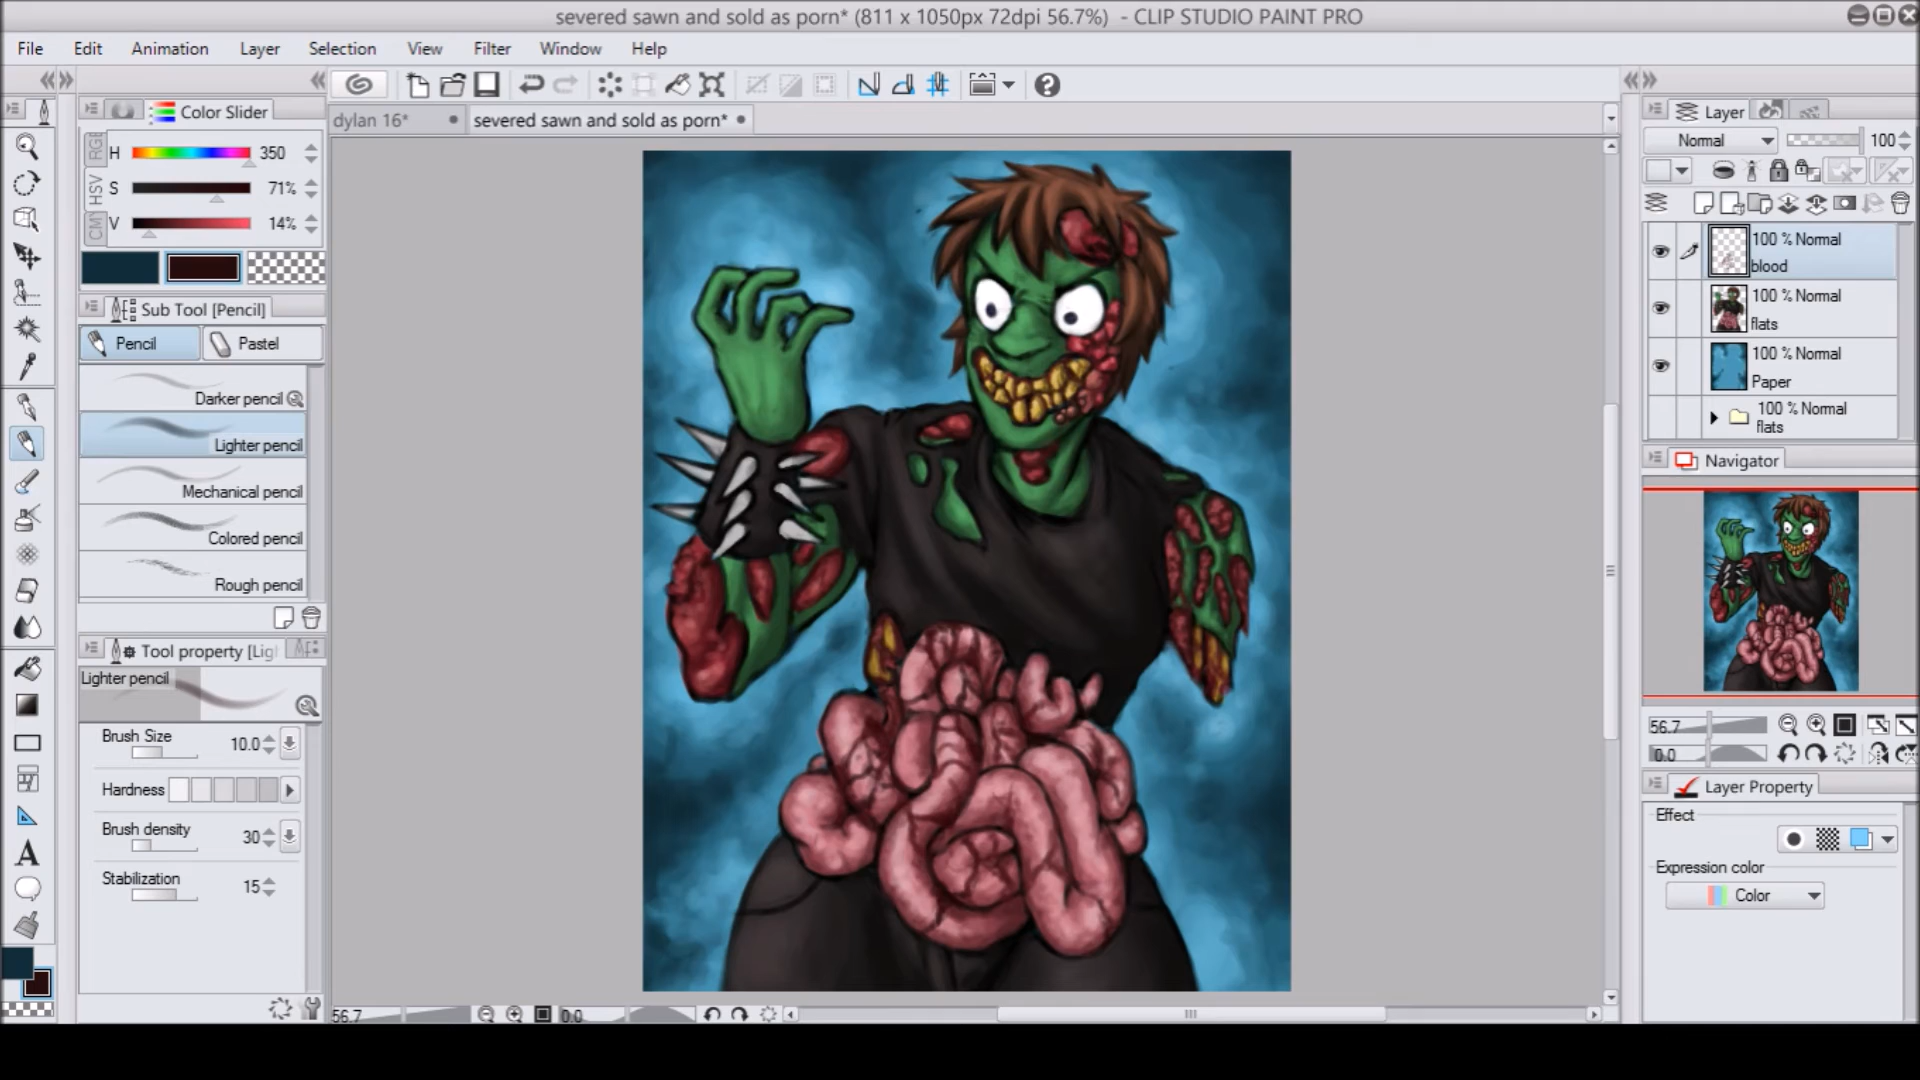 severed sawn and sold as porn* (811 x 1050px 72dpi 56.7%) - CLIP STUDIO PAINT PRO
File Edit Animation Layer Selection View Filter Window Help
Color Slider
dylan 16* severed sawn and sold as porn*
Layer
RGB
H 350
HSV
S 71%
CMY
V 14%
Normal 100
100 % Normal
blood
100 % Normal
flats
100 % Normal
Paper
100 % Normal
flats
Sub Tool [Pencil]
Pencil Pastel
Darker pencil
Lighter pencil
Mechanical pencil
Colored pencil
Rough pencil
Navigator
56.7
0.0
Tool property [Lig
Lighter pencil
Brush Size 10.0
Hardness
Brush density 30
Stabilization 15
Layer Property
Effect
Expression color
Color
56.7 0.0